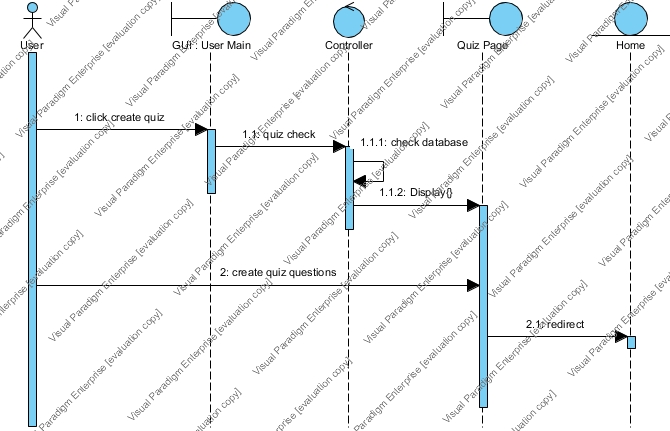 User
GUI : User Main
Controller
Quiz Page
Home
1: click create quiz
1.1: quiz check
1.1.1: check database
1.1.2: Display()
2: create quiz questions
2.1: redirect
Visual Paradigm Enterprise [evaluation copy]